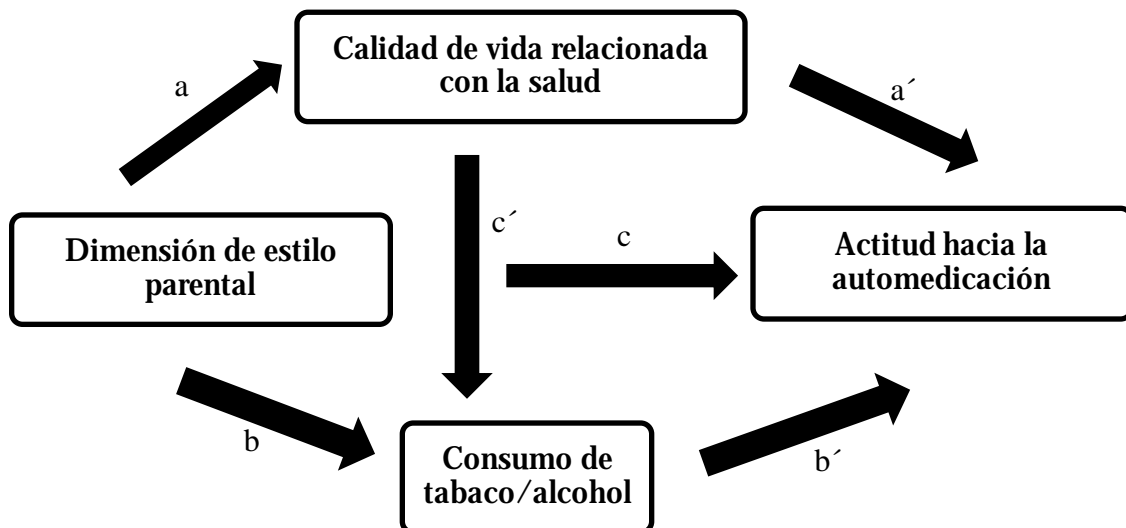 Calidad de vida relacionada
con la salud
a
a´
Dimensión de estilo
parental
c´
c
Actitud hacia la
automedicación
b
Consumo de
tabaco/alcohol
b´